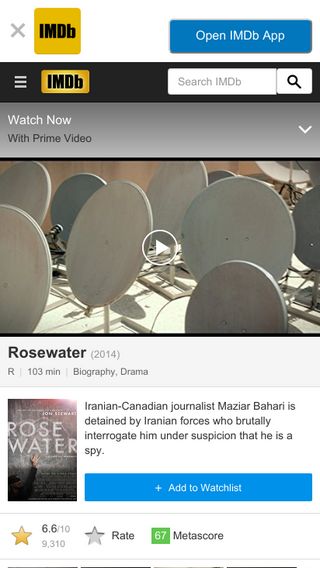 IMDb
Open IMDb App
IMDb
Search IMDb
Watch Now
With Prime Video
Rosewater (2014)
R | 103 min | Biography, Drama
JON STEWART
ROSE
WATER
Iranian-Canadian journalist Maziar Bahari is
detained by Iranian forces who brutally
interrogate him under suspicion that he is a
spy.
+ Add to Watchlist
6.6/10
9,310
Rate
67 Metascore